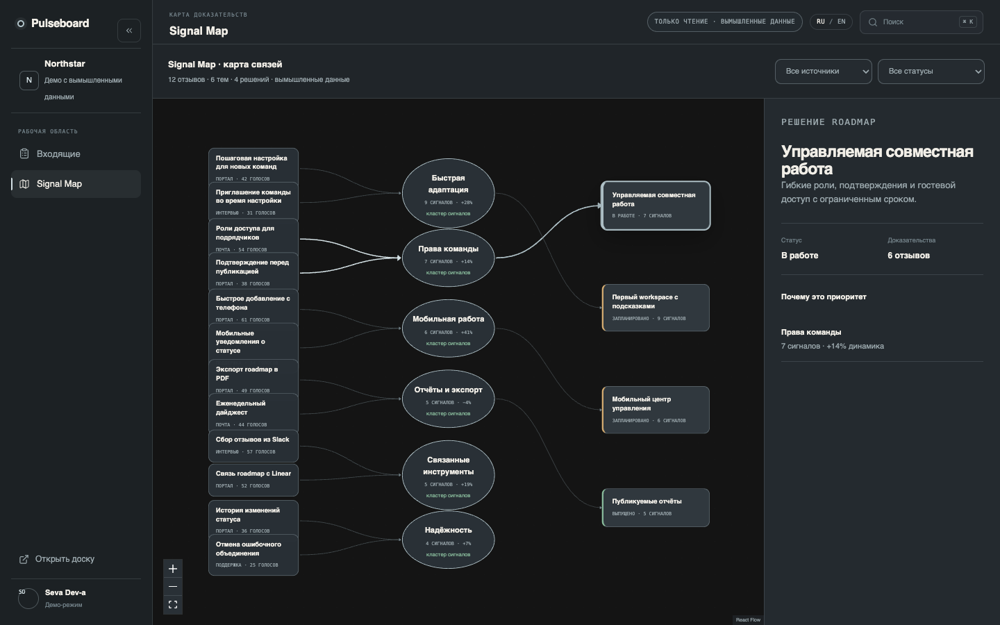 Pulseboard
«
N
Northstar
Демо с вымышленными
данными
РАБОЧАЯ ОБЛАСТЬ
Входящие
Signal Map
Открыть доску
SD
Seva Dev-a
Демо-режим
КАРТА ДОКАЗАТЕЛЬСТВ
Signal Map
ТОЛЬКО ЧТЕНИЕ · ВЫМЫШЛЕННЫЕ ДАННЫЕ
RU / EN
Поиск
⌘ K
Signal Map · карта связей
12 отзывов · 6 тем · 4 решений · вымышленные данные
Все источники
Все статусы
Пошаговая настройка
для новых команд
ПОРТАЛ · 42 ГОЛОСОВ
Приглашение команды
во время настройки
ИНТЕРВЬЮ · 31 ГОЛОСОВ
Роли доступа для
подрядчиков
ПОЧТА · 54 ГОЛОСОВ
Подтверждение перед
публикацией
ПОРТАЛ · 38 ГОЛОСОВ
Быстрое добавление с
телефона
ПОРТАЛ · 61 ГОЛОСОВ
Мобильные
уведомления о
статусе
Экспорт roadmap в
PDF
ПОРТАЛ · 49 ГОЛОСОВ
Еженедельный
дайджест
ПОЧТА · 44 ГОЛОСОВ
Сбор отзывов из Slack
ИНТЕРВЬЮ · 57 ГОЛОСОВ
Связь roadmap с Linear
ПОРТАЛ · 52 ГОЛОСОВ
История изменений
статуса
ПОРТАЛ · 36 ГОЛОСОВ
Отмена ошибочного
объединения
ПОДДЕРЖКА · 25 ГОЛОСОВ
Быстрая
адаптация
9 СИГНАЛОВ · +28%
кластер сигналов
Права команды
7 СИГНАЛОВ · +14%
кластер сигналов
Мобильная работа
6 СИГНАЛОВ · +41%
кластер сигналов
Отчёты и экспорт
5 СИГНАЛОВ · −4%
кластер сигналов
Связанные
инструменты
5 СИГНАЛОВ · +19%
кластер сигналов
Надёжность
4 СИГНАЛОВ · +7%
кластер сигналов
Управляемая совместная
работа
В РАБОТЕ · 7 СИГНАЛОВ
Первый workspace с
подсказками
ЗАПЛАНИРОВАНО · 9 СИГНАЛОВ
Мобильный центр
управления
ЗАПЛАНИРОВАНО · 6 СИГНАЛОВ
Публикуемые отчёты
ВЫПУЩЕНО · 5 СИГНАЛОВ
React Flow
РЕШЕНИЕ ROADMAP
Управляемая совместная
работа
Гибкие роли, подтверждения и гостевой
доступ с ограниченным сроком.
Статус
В работе
Доказательства
6 отзывов
Почему это приоритет
Права команды
7 сигналов · +14% динамика